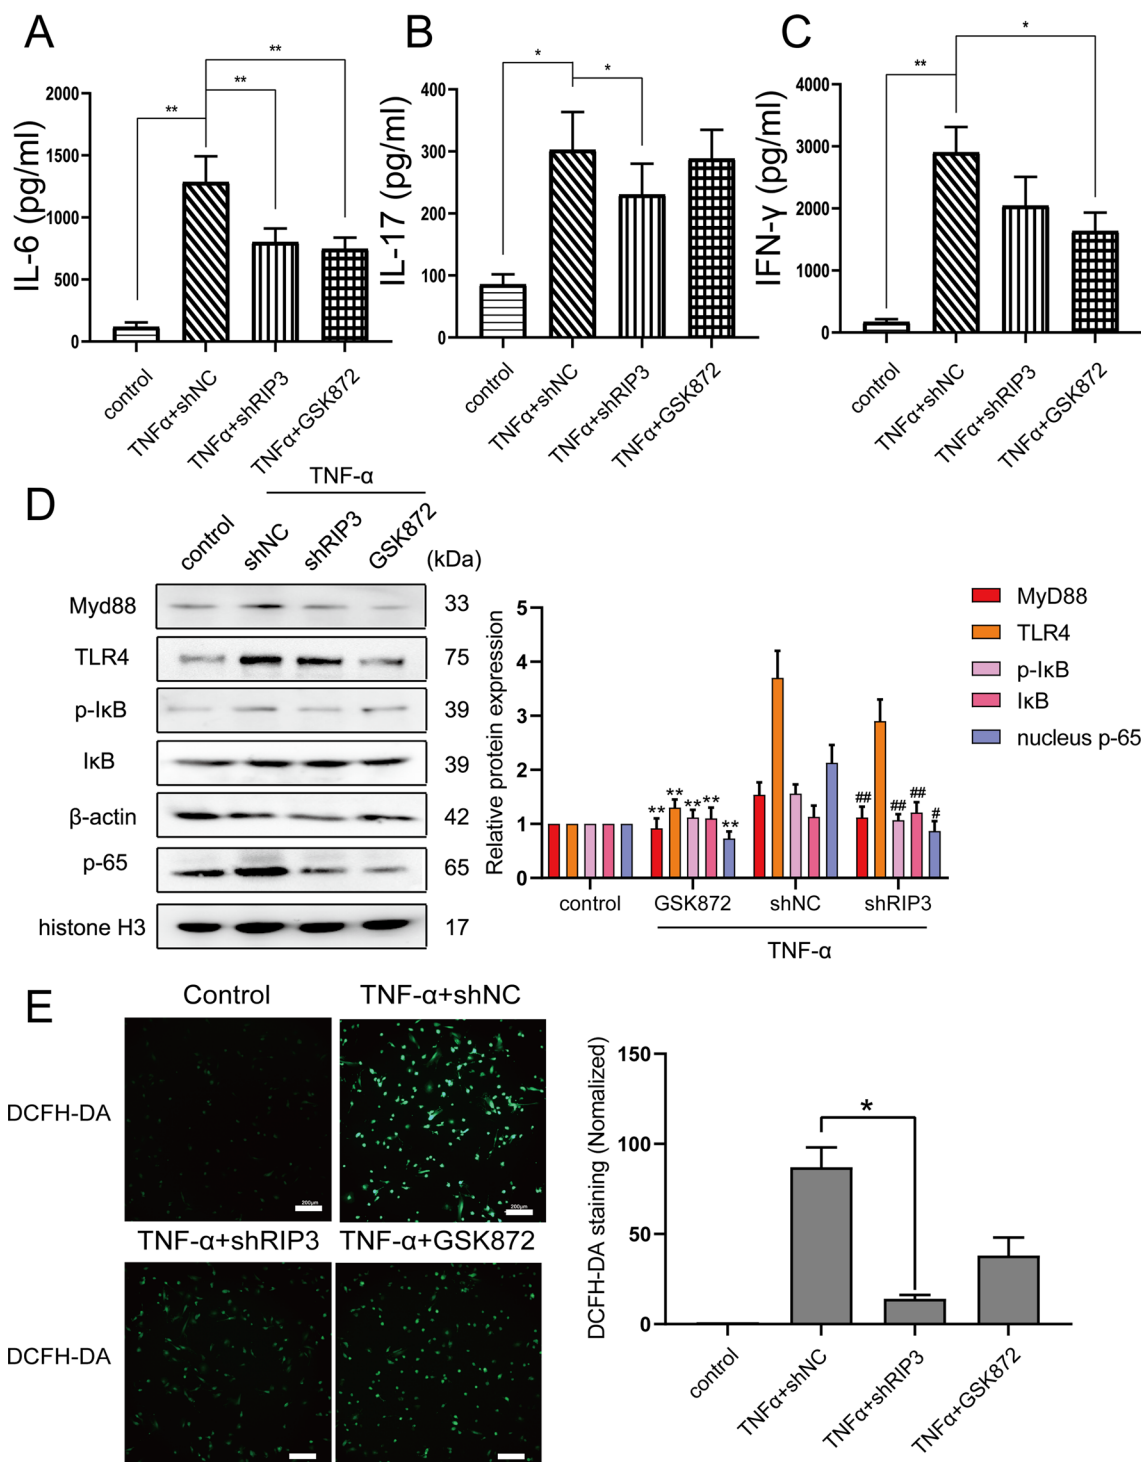 A
B
C
**
**
**
2000
1500
1000
500
0
IL-6 (pg/ml)
control
TNFα+shNC
TNFα+shRIP3
TNFα+GSK872
*
*
400
300
200
100
0
IL-17 (pg/ml)
control
TNFα+shNC
TNFα+shRIP3
TNFα+GSK872
**
*
4000
3000
2000
1000
0
IFN-γ (pg/ml)
control
TNFα+shNC
TNFα+shRIP3
TNFα+GSK872
D
TNF-α
control
shNC
shRIP3
GSK872
(kDa)
Myd88
33
TLR4
75
p-IκB
39
IκB
39
β-actin
42
p-65
65
histone H3
17
Relative protein expression
5
4
3
2
1
0
** ** ** ** **
## ## ## #
control
GSK872
shNC
shRIP3
TNF-α
MyD88
TLR4
p-IκB
IκB
nucleus p-65
E
Control
TNF-α+shNC
DCFH-DA
200μm
200μm
TNF-α+shRIP3
TNF-α+GSK872
DCFH-DA
DCFH-DA staining (Nomalized)
150
100
50
0
*
control
TNFα+shNC
TNFα+shRIP3
TNFα+GSK872